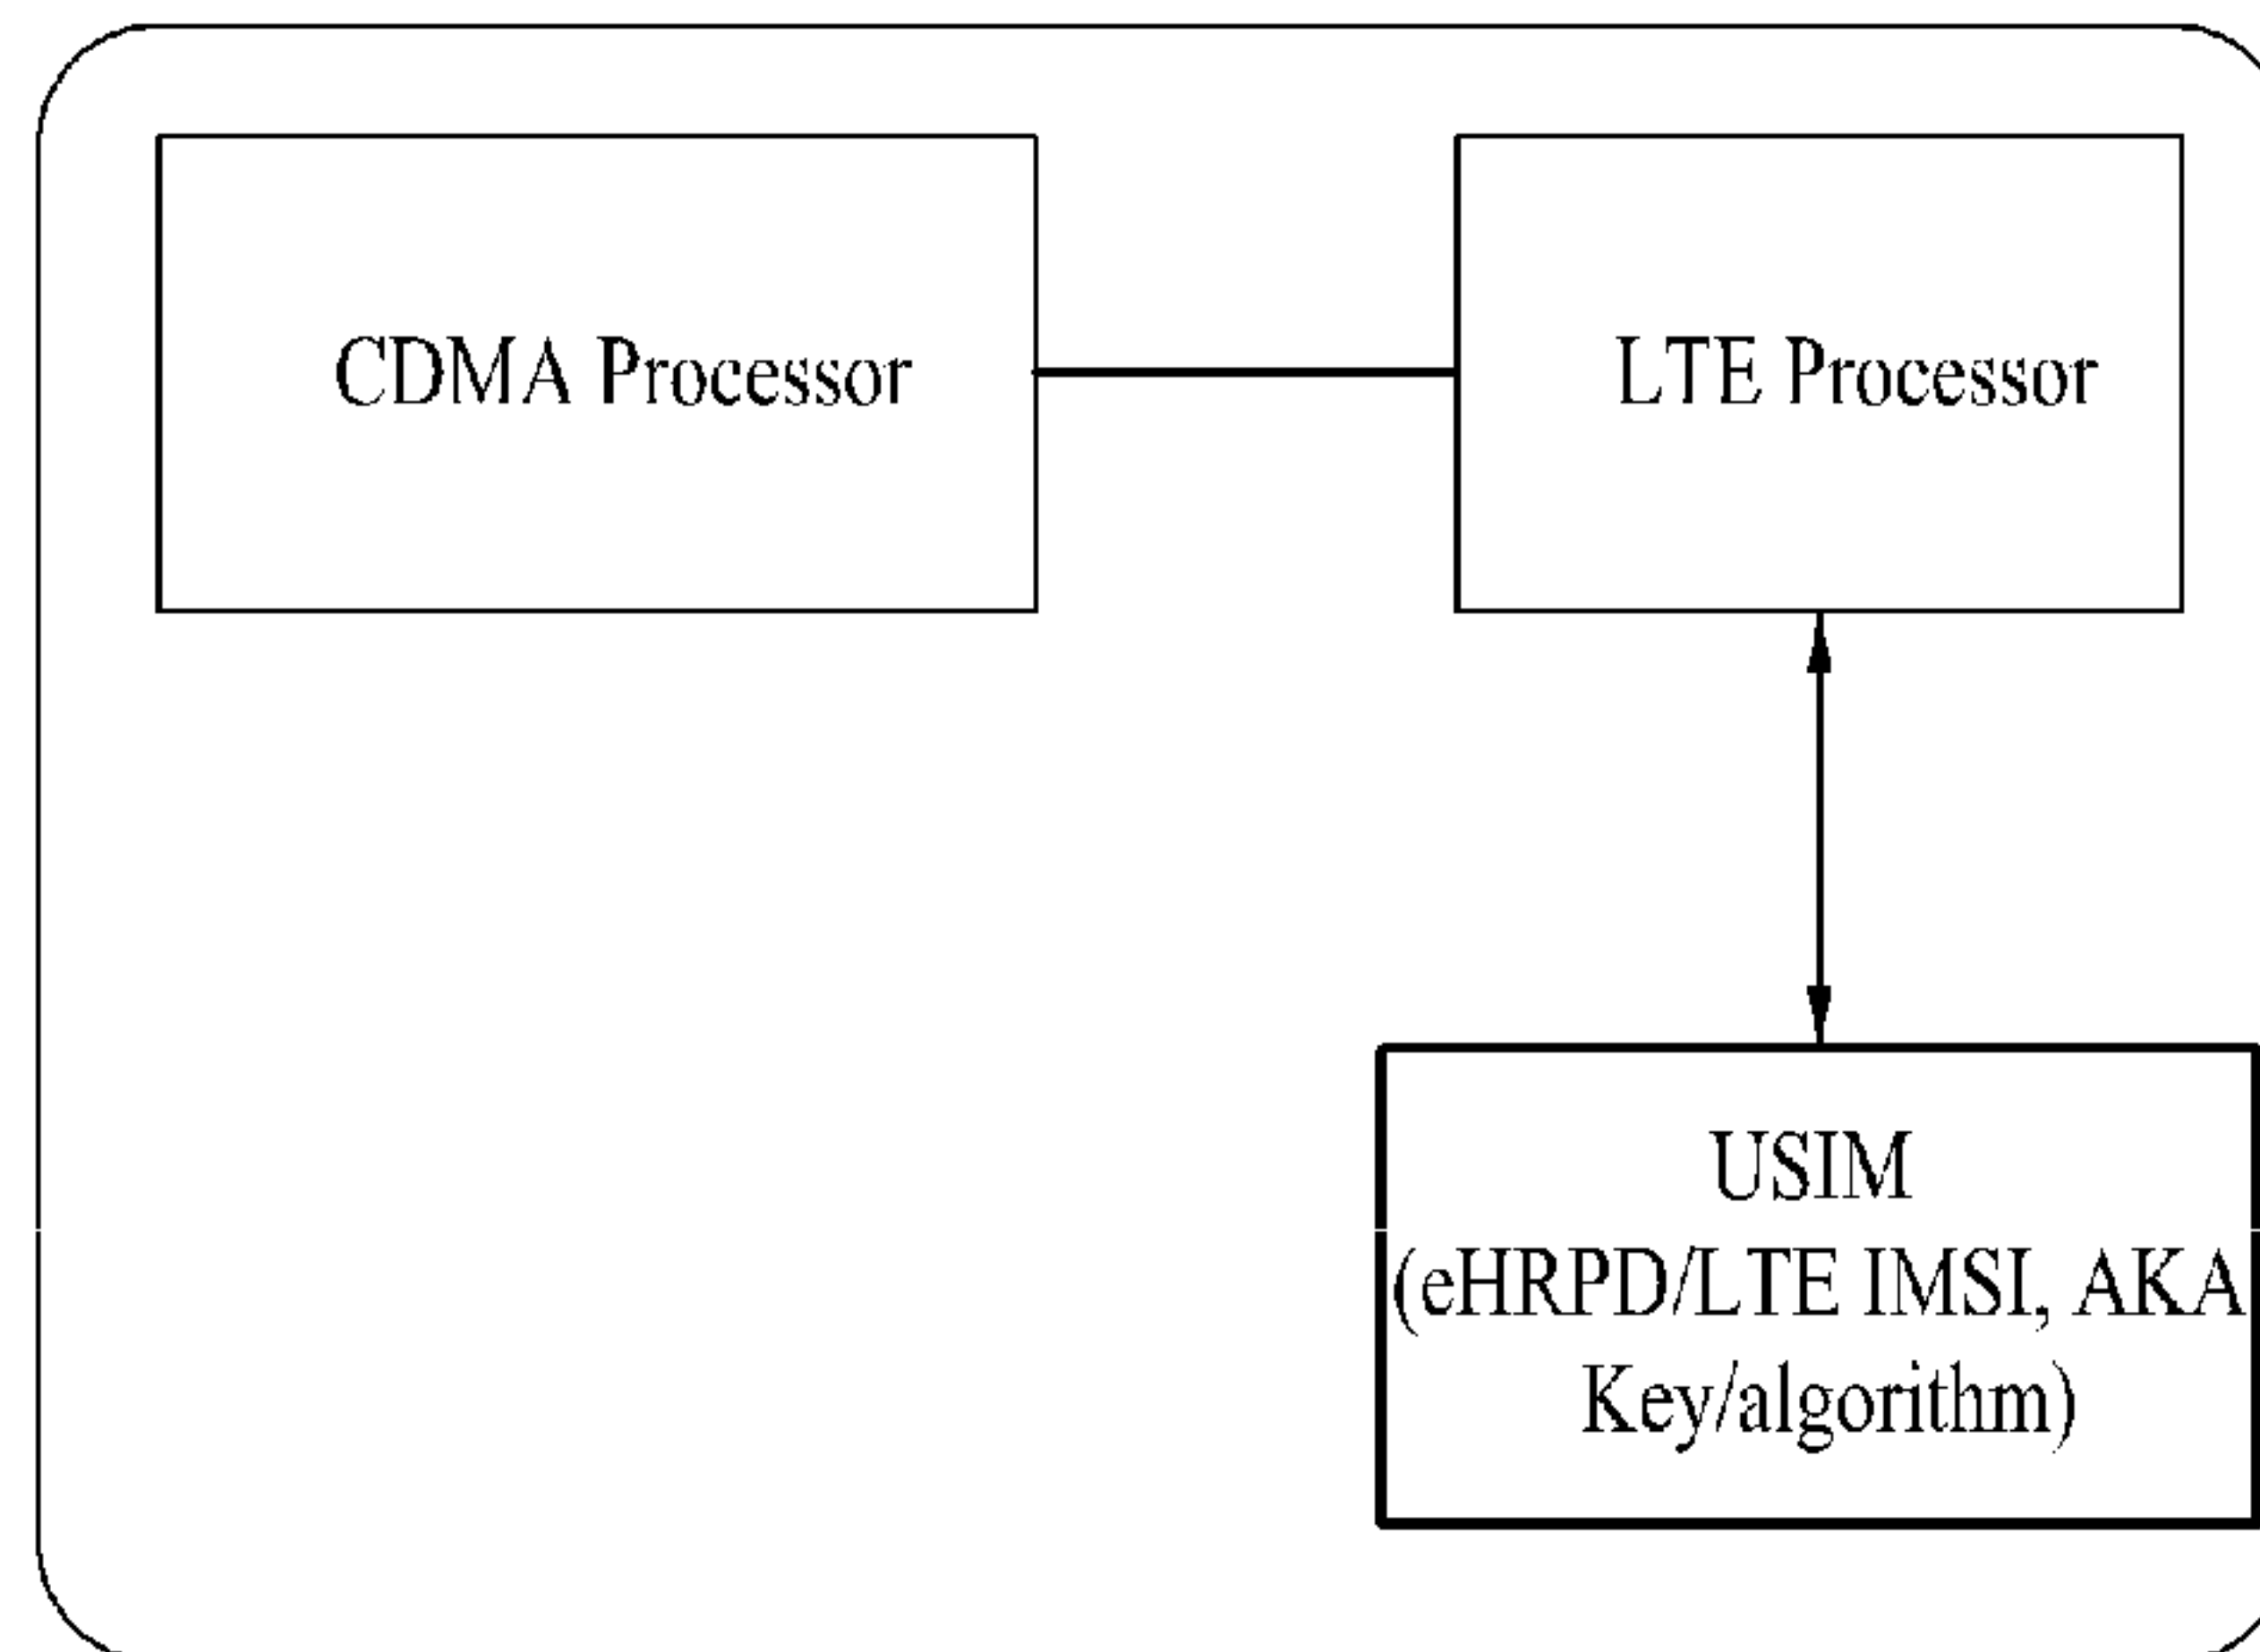 CDMA Processor
LTE Processor
USIM
(eHRPD/LTE IMSI, AKA
Key/algorithm)